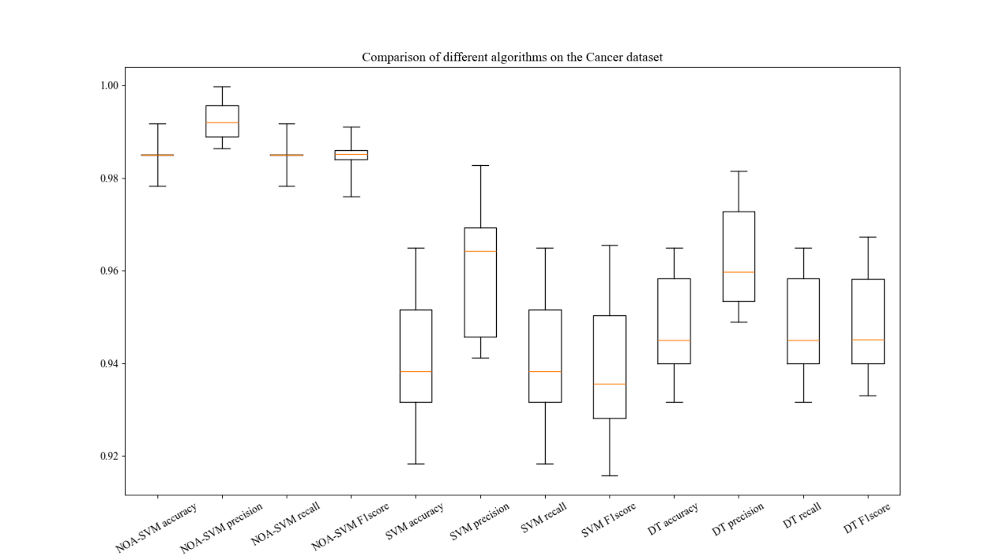 Comparison of different algorithms on the Cancer dataset
1.00
0.98
0.96
0.94
0.92
NOA-SVM accuracy
NOA-SVM precision
NOA-SVM recall
NOA-SVM F1score
SVM accuracy
SVM precision
SVM recall
SVM F1score
DT accuracy
DT precision
DT recall
DT F1score